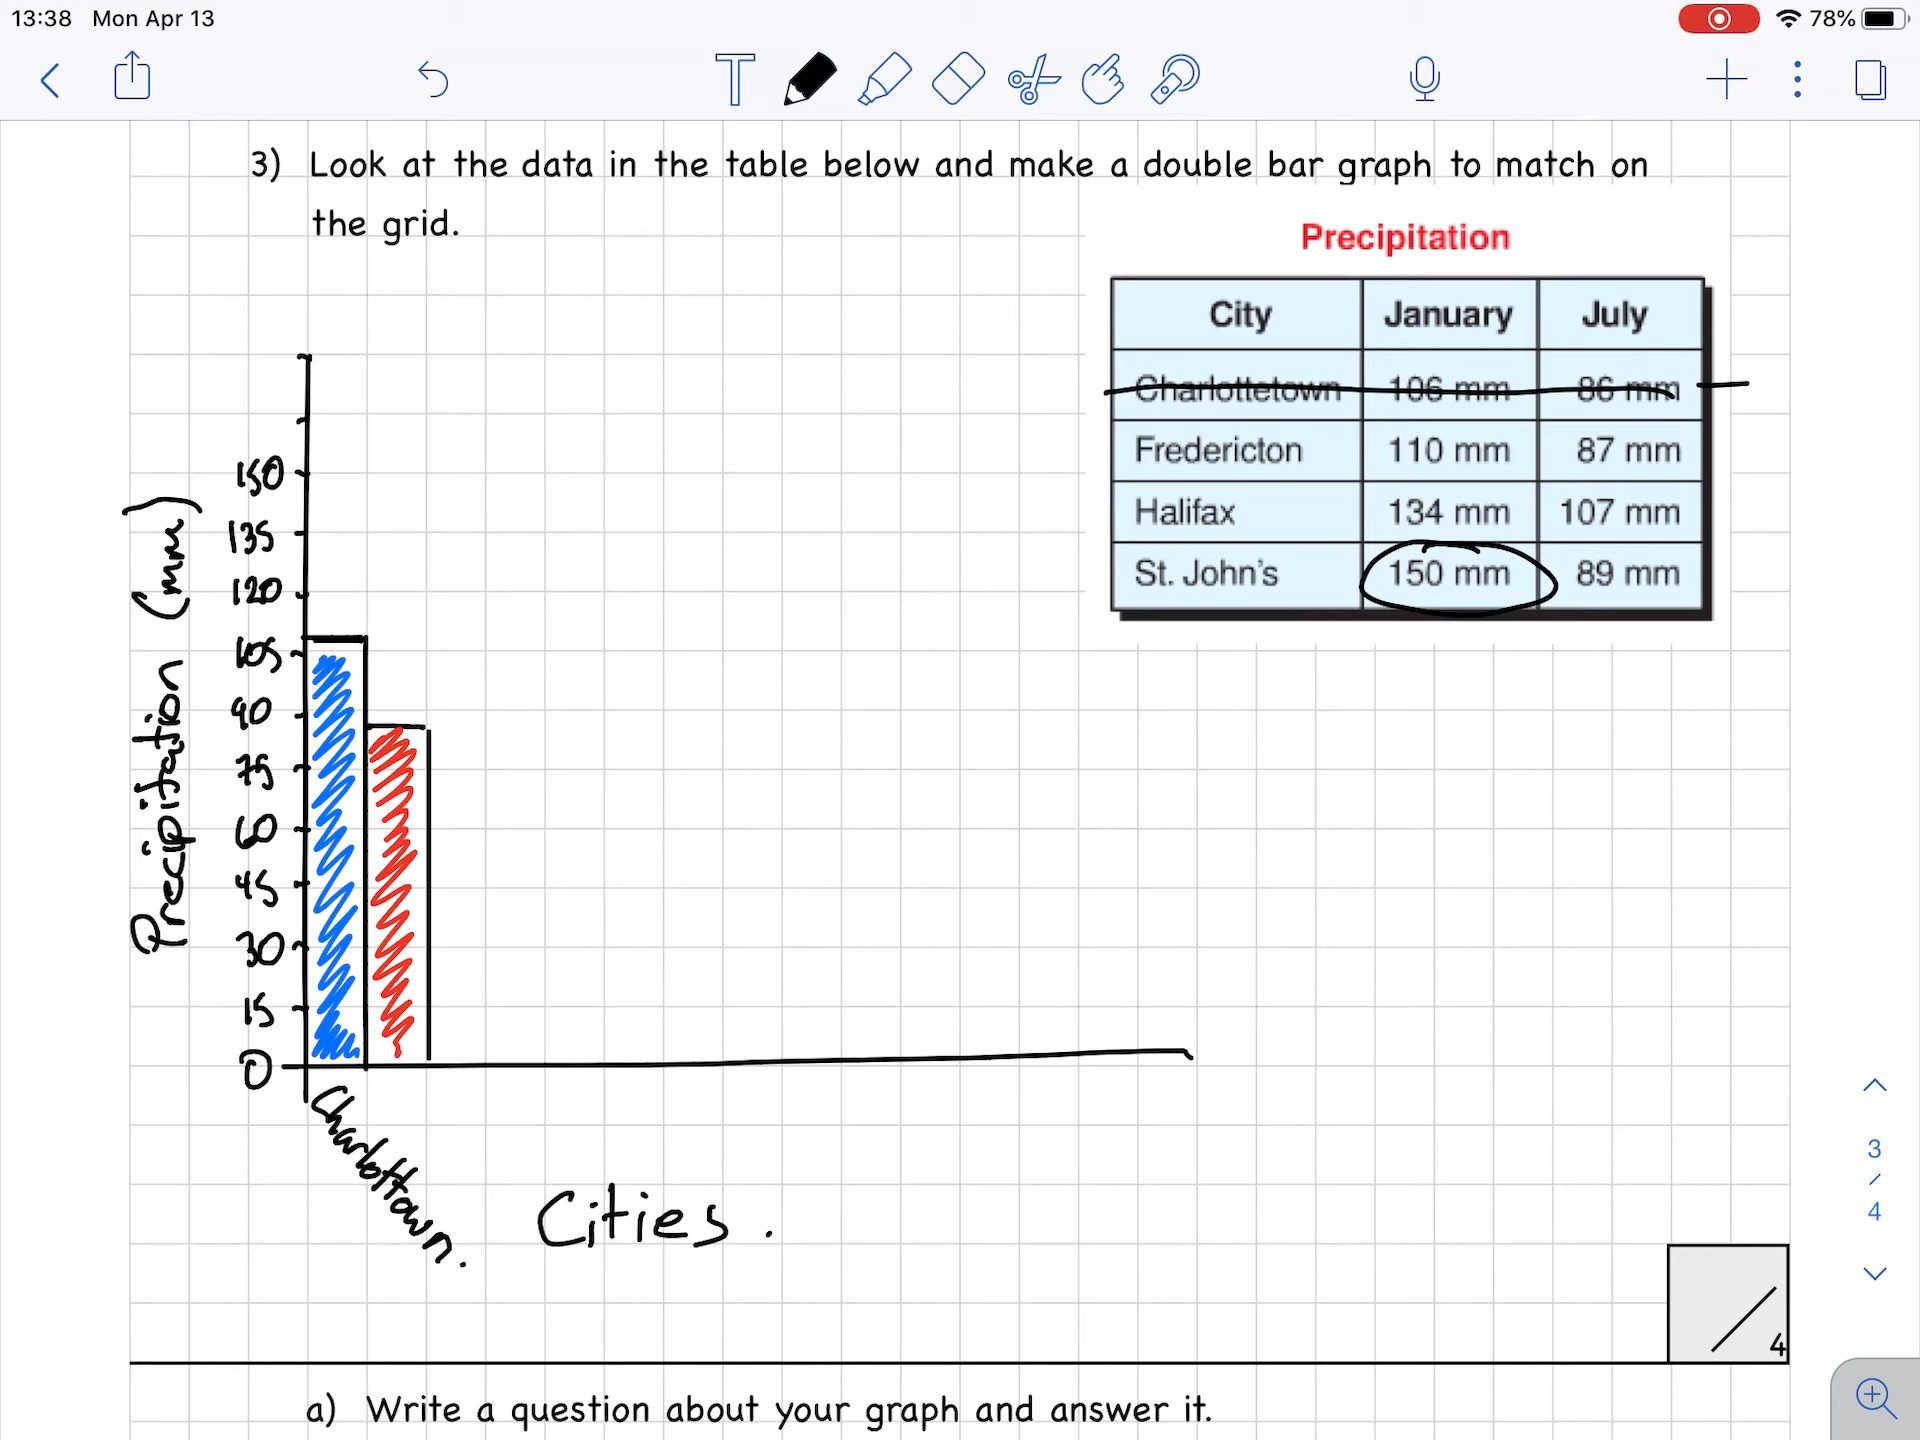 13:38 Mon Apr 13
78%
3) Look at the data in the table below and make a double bar graph to match on
the grid.
Precipitation
City January July
Charlottetown 106 mm 86 mm
Fredericton 110 mm 87 mm
Halifax 134 mm 107 mm
St. John's 150 mm 89 mm
Precipitation (mm)
150
135
120
105
90
75
60
45
30
15
0
Charlottown.
Cities.
3
/
4
4
a) Write a question about your graph and answer it.